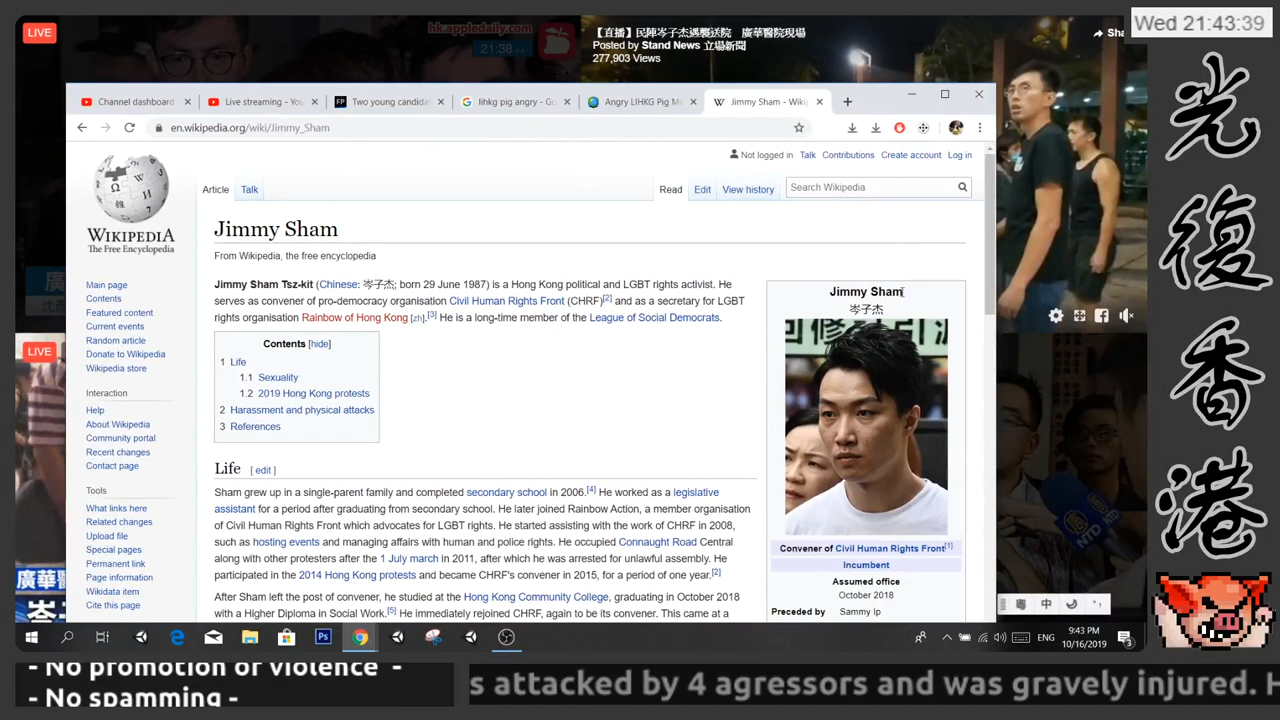 LIVE
hk.appledaily.com
21:38
【直播】民陣岑子杰遇襲送院 廣華醫院現場
Posted by Stand News 立場新聞
277,903 Views
Sha
Wed 21:43:39
光
復
香
港
Channel dashboard
Live streaming - You
Two young candida
lihkg pig angry - Go
Angry LIHKG Pig M
Jimmy Sham - Wiki
en.wikipedia.org/wiki/Jimmy_Sham
Not logged in Talk Contributions Create account Log in
Article Talk Read Edit View history Search Wikipedia
WIKIPEDIA
The Free Encyclopedia
Main page
Contents
Featured content
Current events
Random article
Donate to Wikipedia
Wikipedia store
Interaction
Help
About Wikipedia
Community portal
Recent changes
Contact page
Tools
What links here
Related changes
Upload file
Special pages
Permanent link
Page information
Wikidata item
Cite this page
Jimmy Sham
From Wikipedia, the free encyclopedia
Jimmy Sham Tsz-kit (Chinese: 岑子杰; born 29 June 1987) is a Hong Kong political and LGBT rights activist. He
serves as convener of pro-democracy organisation Civil Human Rights Front (CHRF)[2] and as a secretary for LGBT
rights organisation Rainbow of Hong Kong [zh].[3] He is a long-time member of the League of Social Democrats.
Contents [hide]
1 Life
1.1 Sexuality
1.2 2019 Hong Kong protests
2 Harassment and physical attacks
3 References
Life [ edit ]
Sham grew up in a single-parent family and completed secondary school in 2006.[4] He worked as a legislative
assistant for a period after graduating from secondary school. He later joined Rainbow Action, a member organisation
of Civil Human Rights Front which advocates for LGBT rights. He started assisting with the work of CHRF in 2008,
such as hosting events and managing affairs with human and police rights. He occupied Connaught Road Central
along with other protesters after the 1 July march in 2011, after which he was arrested for unlawful assembly. He
participated in the 2014 Hong Kong protests and became CHRF's convener in 2015, for a period of one year.[2]
After Sham left the post of convener, he studied at the Hong Kong Community College, graduating in October 2018
with a Higher Diploma in Social Work.[5] He immediately rejoined CHRF, again to be its convener. This came at a
Jimmy Sham
岑子杰
Convener of Civil Human Rights Front[1]
Incumbent
Assumed office
October 2018
Preceded by Sammy Ip
LIVE
NTD
中
ENG
9:43 PM
10/16/2019
3
- No promotion or violence -
- No spamming -
s attacked by 4 agressors and was gravely injured. H